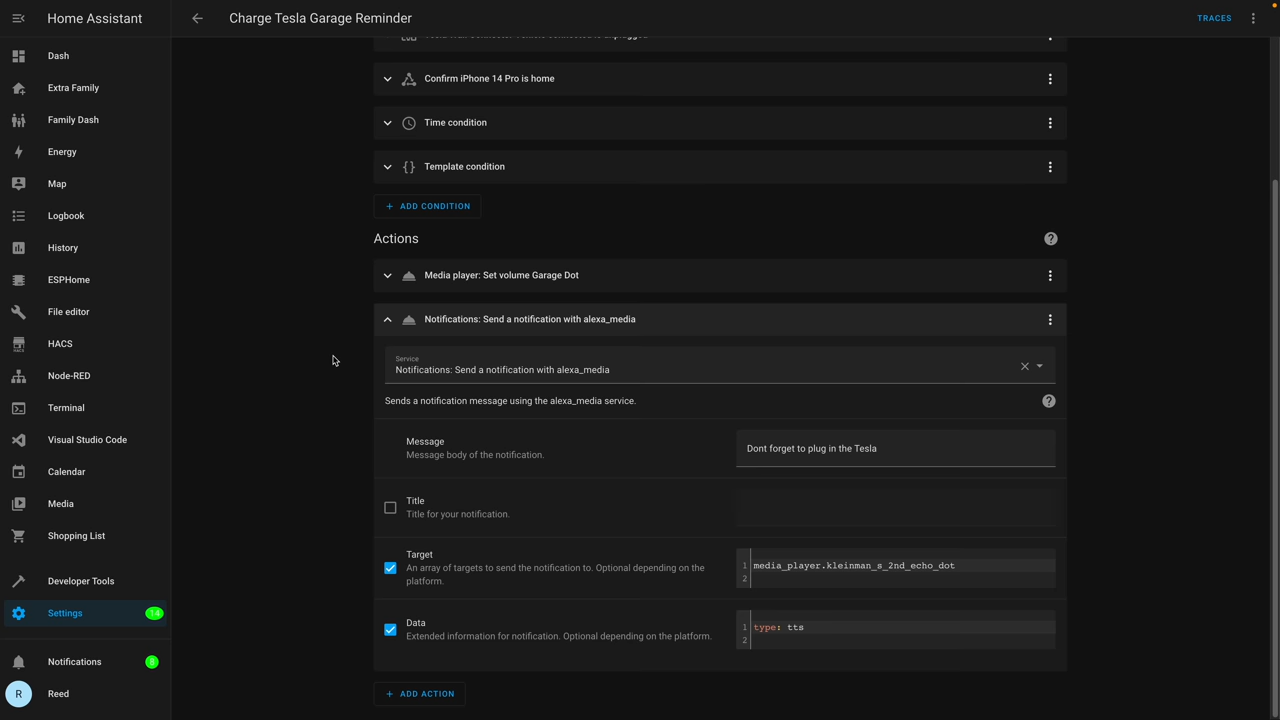 Home Assistant
Charge Tesla Garage Reminder
TRACES
Dash
Extra Family
Family Dash
Energy
Map
Logbook
History
ESPHome
File editor
HACS
HACS
Node-RED
Terminal
Visual Studio Code
Calendar
Media
Shopping List
Developer Tools
Settings
14
Notifications
8
R
Reed
Confirm iPhone 14 Pro is home
Time condition
{} Template condition
+ ADD CONDITION
Actions
?
Media player: Set volume Garage Dot
Notifications: Send a notification with alexa_media
Service
Notifications: Send a notification with alexa_media
Sends a notification message using the alexa_media service.
?
Message
Message body of the notification.
Dont forget to plug in the Tesla
Title
Title for your notification.
Target
An array of targets to send the notification to. Optional depending on the
platform.
1 media_player.kleinman_s_2nd_echo_dot
2
Data
Extended information for notification. Optional depending on the platform.
1 type: tts
2
+ ADD ACTION